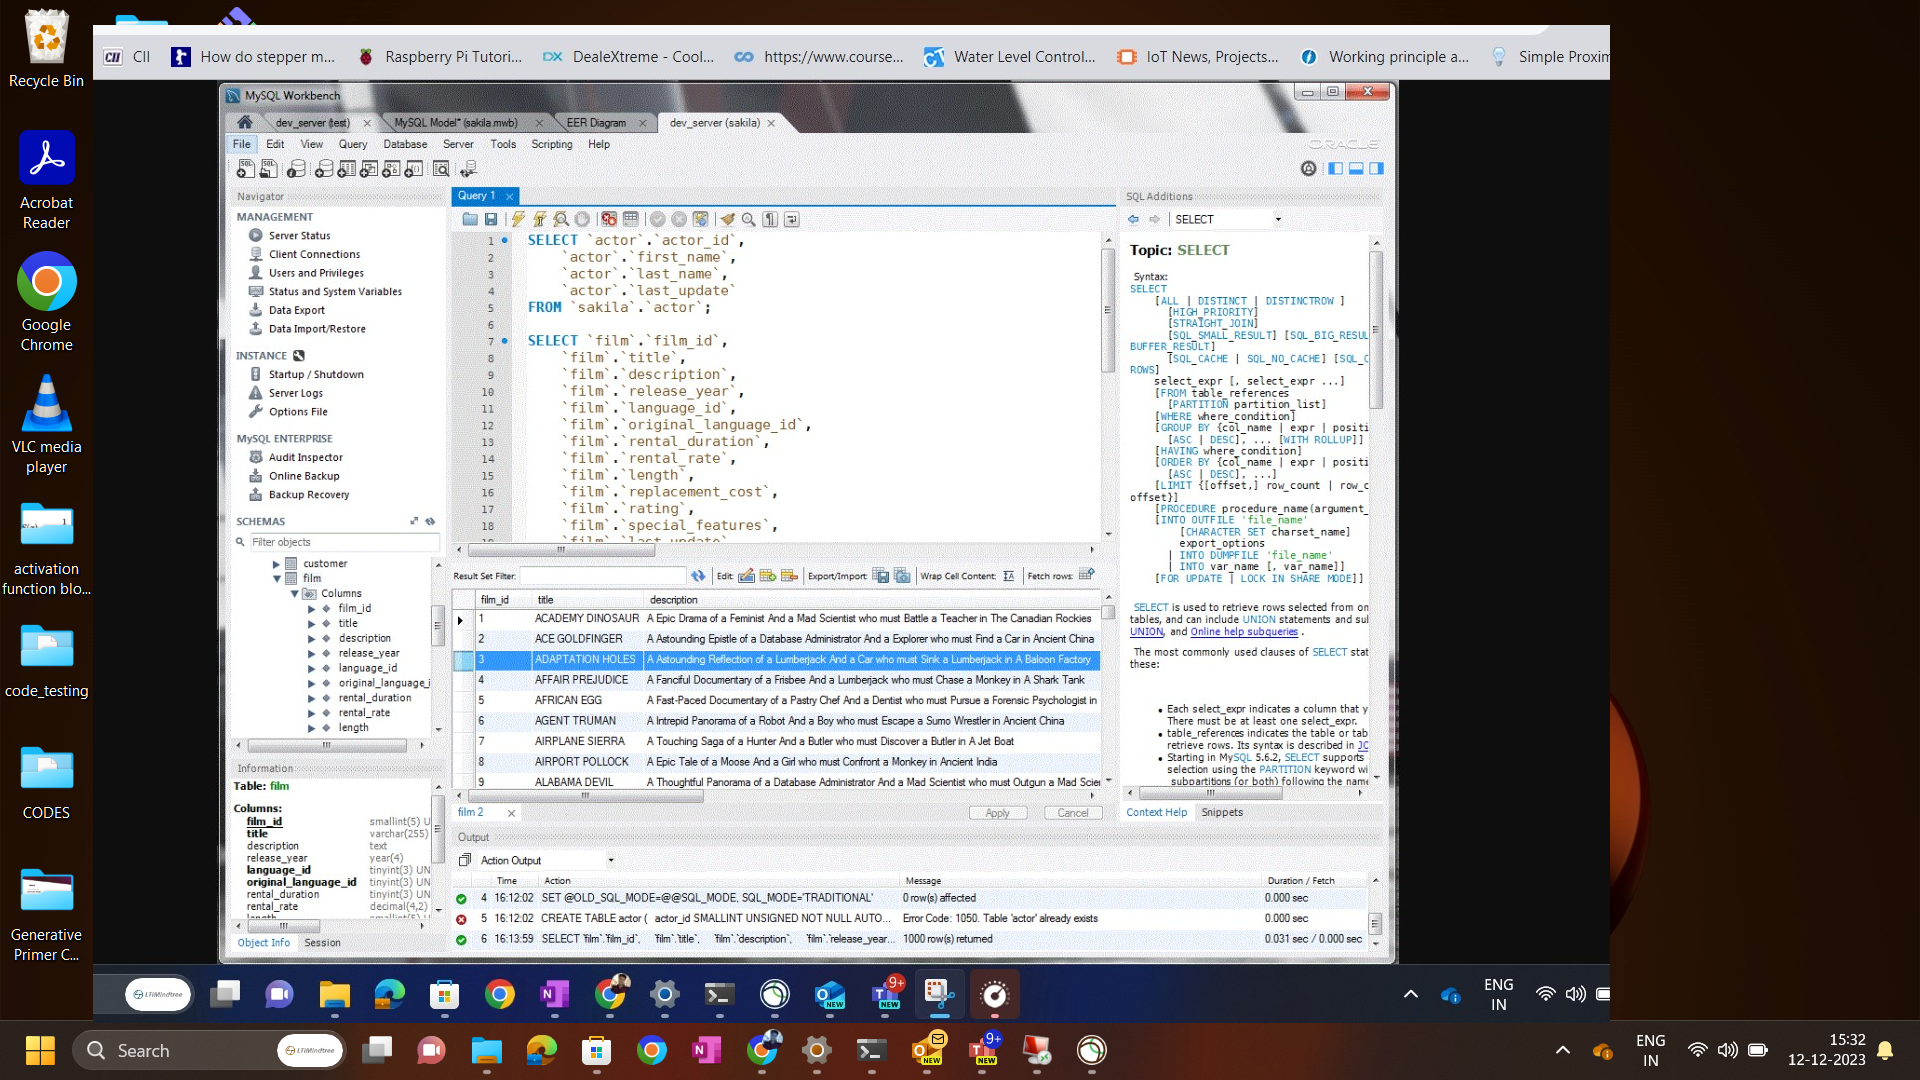 Recycle Bin
Acrobat
Reader
Google
Chrome
VLC media
player
activation
function blo...
code_testing
CODES
Generative
Primer C...
CII
How do stepper m...
Raspberry Pi Tutori...
DX DealeXtreme - Cool...
https://www.course...
Water Level Control...
IoT News, Projects...
Working principle a...
Simple Proxim
MySQL Workbench
dev_server (test)
MySQL Model* (sakila.mwb)
EER Diagram
dev_server (sakila)
File Edit View Query Database Server Tools Scripting Help
ORACLE
Navigator
MANAGEMENT
Server Status
Client Connections
Users and Privileges
Status and System Variables
Data Export
Data Import/Restore
INSTANCE
Startup / Shutdown
Server Logs
Options File
MySQL ENTERPRISE
Audit Inspector
Online Backup
Backup Recovery
SCHEMAS
Filter objects
customer
film
Columns
film_id
title
description
release_year
language_id
original_language_i
rental_duration
rental_rate
length
Information
Table: film
Columns:
film_id smallint(5) U
title varchar(255)
description text
release_year year(4)
language_id tinyint(3) UN
original_language_id tinyint(3) UN
rental_duration tinyint(3) UN
rental_rate decimal(4,2)
Object Info Session
Query 1
1 SELECT `actor`.`actor_id`,
2 `actor`.`first_name`,
3 `actor`.`last_name`,
4 `actor`.`last_update`
5 FROM `sakila`.`actor`;
6
7 SELECT `film`.`film_id`,
8 `film`.`title`,
9 `film`.`description`,
10 `film`.`release_year`,
11 `film`.`language_id`,
12 `film`.`original_language_id`,
13 `film`.`rental_duration`,
14 `film`.`rental_rate`,
15 `film`.`length`,
16 `film`.`replacement_cost`,
17 `film`.`rating`,
18 `film`.`special_features`,
`film`.`last_update`
Result Set Filter: Edit: Export/Import: Wrap Cell Content: Fetch rows:
film_id title description
1 ACADEMY DINOSAUR A Epic Drama of a Feminist And a Mad Scientist who must Battle a Teacher in The Canadian Rockies
2 ACE GOLDFINGER A Astounding Epistle of a Database Administrator And a Explorer who must Find a Car in Ancient China
3 ADAPTATION HOLES A Astounding Reflection of a Lumberjack And a Car who must Sink a Lumberjack in A Baloon Factory
4 AFFAIR PREJUDICE A Fanciful Documentary of a Frisbee And a Lumberjack who must Chase a Monkey in A Shark Tank
5 AFRICAN EGG A Fast-Paced Documentary of a Pastry Chef And a Dentist who must Pursue a Forensic Psychologist in
6 AGENT TRUMAN A Intrepid Panorama of a Robot And a Boy who must Escape a Sumo Wrestler in Ancient China
7 AIRPLANE SIERRA A Touching Saga of a Hunter And a Butler who must Discover a Butler in A Jet Boat
8 AIRPORT POLLOCK A Epic Tale of a Moose And a Girl who must Confront a Monkey in Ancient India
9 ALABAMA DEVIL A Thoughtful Panorama of a Database Administrator And a Mad Scientist who must Outgun a Mad Scier
film 2
Apply Cancel
SQL Additions
SELECT
Topic: SELECT
Syntax:
SELECT
[ALL | DISTINCT | DISTINCTROW ]
[HIGH_PRIORITY]
[STRAIGHT_JOIN]
[SQL_SMALL_RESULT] [SQL_BIG_RESUL
BUFFER_RESULT]
[SQL_CACHE | SQL_NO_CACHE] [SQL_C
ROWS]
select_expr [, select_expr ...]
[FROM table_references
[PARTITION partition_list]
[WHERE where_condition]
[GROUP BY {col_name | expr | positi
[ASC | DESC], ... [WITH ROLLUP]]
[HAVING where_condition]
[ORDER BY {col_name | expr | positi
[ASC | DESC], ...]
[LIMIT {[offset,] row_count | row_c
offset}]
[PROCEDURE procedure_name(argument_
[INTO OUTFILE 'file_name'
[CHARACTER SET charset_name]
export_options
| INTO DUMPFILE 'file_name'
| INTO var_name [, var_name]]
[FOR UPDATE | LOCK IN SHARE MODE]]
SELECT is used to retrieve rows selected from on
tables, and can include UNION statements and sul
UNION, and Online help subqueries .
The most commonly used clauses of SELECT stat
these:
Each select_expr indicates a column that y
There must be at least one select_expr.
table_references indicates the table or tab
retrieve rows. Its syntax is described in JO
Starting in MySQL 5.6.2, SELECT supports
selection using the PARTITION keyword wi
subpartitions (or both) following the name
Context Help Snippets
Output
Action Output
Time Action Message Duration / Fetch
4 16:12:02 SET @OLD_SQL_MODE=@@SQL_MODE, SQL_MODE='TRADITIONAL' 0 row(s) affected 0.000 sec
5 16:12:02 CREATE TABLE actor ( actor_id SMALLINT UNSIGNED NOT NULL AUTO... Error Code: 1050. Table 'actor' already exists 0.000 sec
6 16:13:59 SELECT `film`.`film_id`, `film`.`title`, `film`.`description`, `film`.`release_year... 1000 row(s) returned 0.031 sec / 0.000 sec
LTIMindtree
NEW
9+
NEW
ENG
IN
Search
LTIMindtree
NEW
9+
NEW
ENG
IN
15:32
12-12-2023